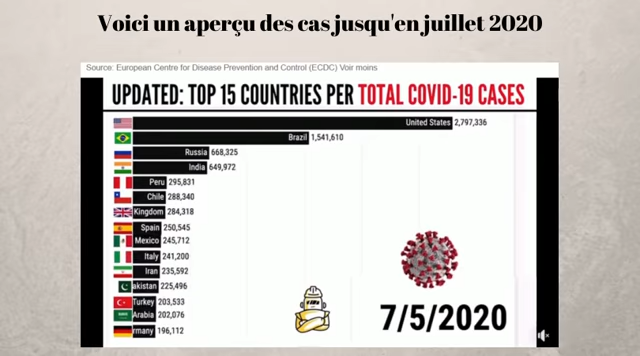 Voici un aperçu des cas jusqu'en juillet 2020
Source: European Centre for Disease Prevention and Control (ECDC) Voir moins
UPDATED: TOP 15 COUNTRIES PER TOTAL COVID-19 CASES
United States 2,797,336
Brazil 1,541,610
Russia 668,325
India 649,972
Peru 295,831
Chile 288,340
Kingdom 284,318
Spain 250,545
Mexico 245,712
Italy 241,200
Iran 235,592
akistan 225,496
Turkey 203,533
Arabia 202,076
rmany 196,112
7/5/2020